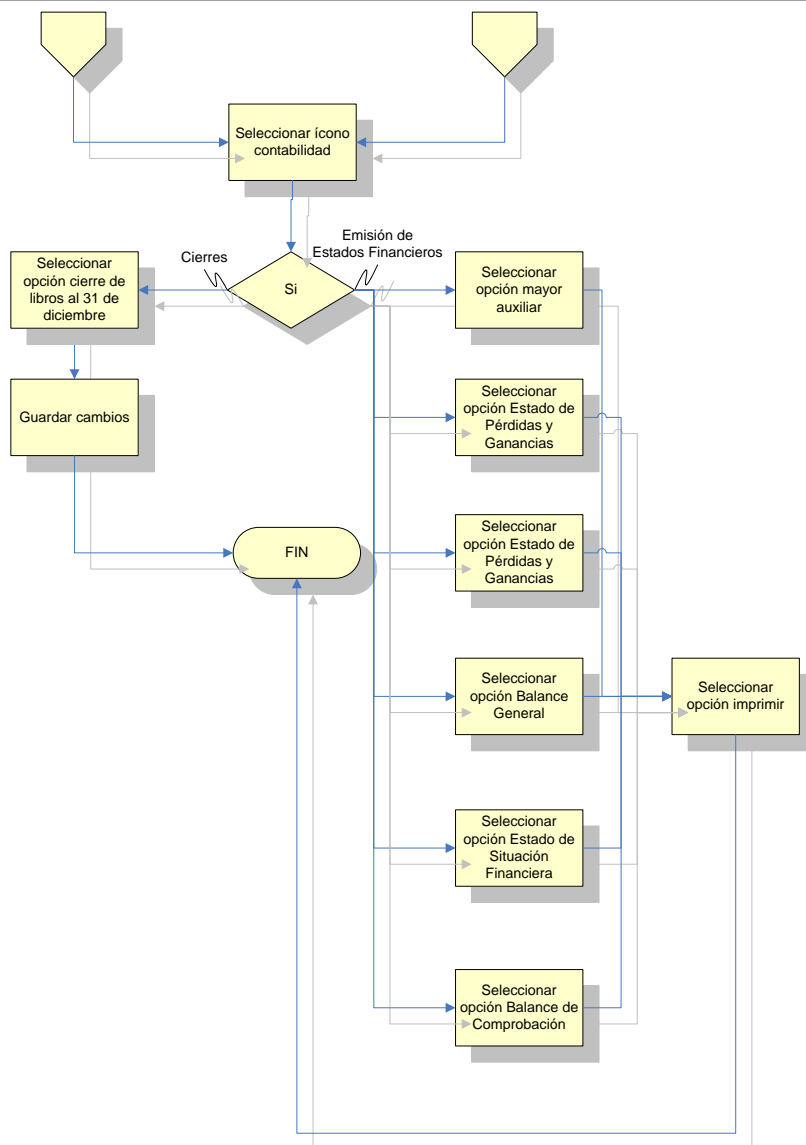 Seleccionar ícono
contabilidad
Cierres
Emisión de
Estados Financieros
Seleccionar
opción cierre de
libros al 31 de
diciembre
Si
Seleccionar
opción mayor
auxiliar
Guardar cambios
Seleccionar
opción Estado de
Pérdidas y
Ganancias
FIN
Seleccionar
opción Estado de
Pérdidas y
Ganancias
Seleccionar
opción Balance
General
Seleccionar
opción imprimir
Seleccionar
opción Estado de
Situación
Financiera
Seleccionar
opción Balance de
Comprobación